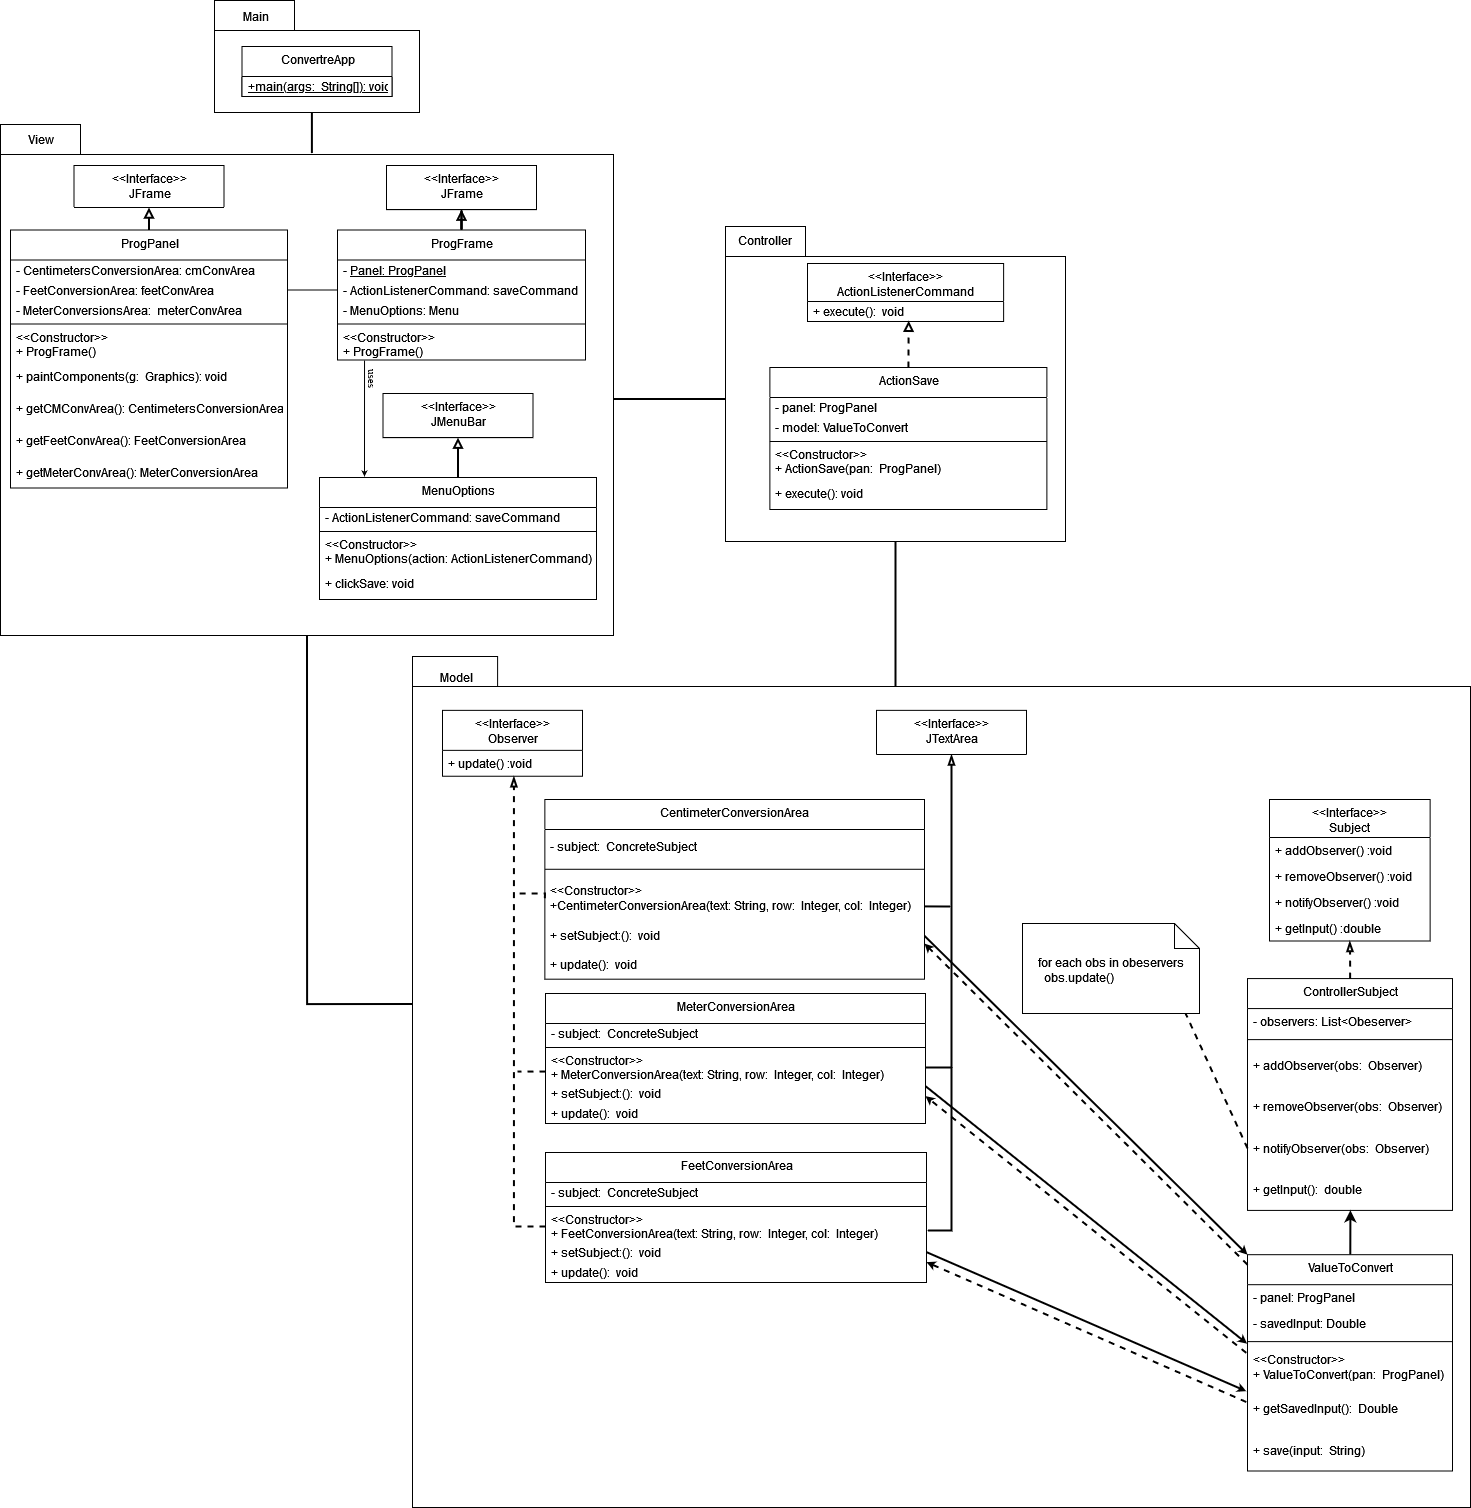 Main
ConvertreApp
+main(args: String[]): void
View
<<Interface>>
JFrame
ProgPanel
- CentimetersConversionArea: cmConvArea
- FeetConversionArea: feetConvArea
- MeterConversionsArea: meterConvArea
<<Constructor>>
+ ProgFrame()
+ paintComponents(g: Graphics): void
+ getCMConvArea(): CentimetersConversionArea
+ getFeetConvArea(): FeetConversionArea
+ getMeterConvArea(): MeterConversionArea
<<Interface>>
JFrame
ProgFrame
- Panel: ProgPanel
- ActionListenerCommand: saveCommand
- MenuOptions: Menu
<<Constructor>>
+ ProgFrame()
uses
<<Interface>>
JMenuBar
MenuOptions
- ActionListenerCommand: saveCommand
<<Constructor>>
+ MenuOptions(action: ActionListenerCommand)
+ clickSave: void
Controller
<<Interface>>
ActionListenerCommand
+ execute(): void
ActionSave
- panel: ProgPanel
- model: ValueToConvert
<<Constructor>>
+ ActionSave(pan: ProgPanel)
+ execute(): void
Model
<<Interface>>
Observer
+ update() :void
<<Interface>>
JTextArea
CentimeterConversionArea
- subject: ConcreteSubject
<<Constructor>>
+CentimeterConversionArea(text: String, row: Integer, col: Integer)
+ setSubject:(): void
+ update(): void
MeterConversionArea
- subject: ConcreteSubject
<<Constructor>>
+ MeterConversionArea(text: String, row: Integer, col: Integer)
+ setSubject:(): void
+ update(): void
FeetConversionArea
- subject: ConcreteSubject
<<Constructor>>
+ FeetConversionArea(text: String, row: Integer, col: Integer)
+ setSubject:(): void
+ update(): void
for each obs in obeservers
obs.update()
<<Interface>>
Subject
+ addObserver() :void
+ removeObserver() :void
+ notifyObserver() :void
+ getInput() :double
ControllerSubject
- observers: List<Obeserver>
+ addObserver(obs: Observer)
+ removeObserver(obs: Observer)
+ notifyObserver(obs: Observer)
+ getInput(): double
ValueToConvert
- panel: ProgPanel
- savedInput: Double
<<Constructor>>
+ ValueToConvert(pan: ProgPanel)
+ getSavedInput(): Double
+ save(input: String)